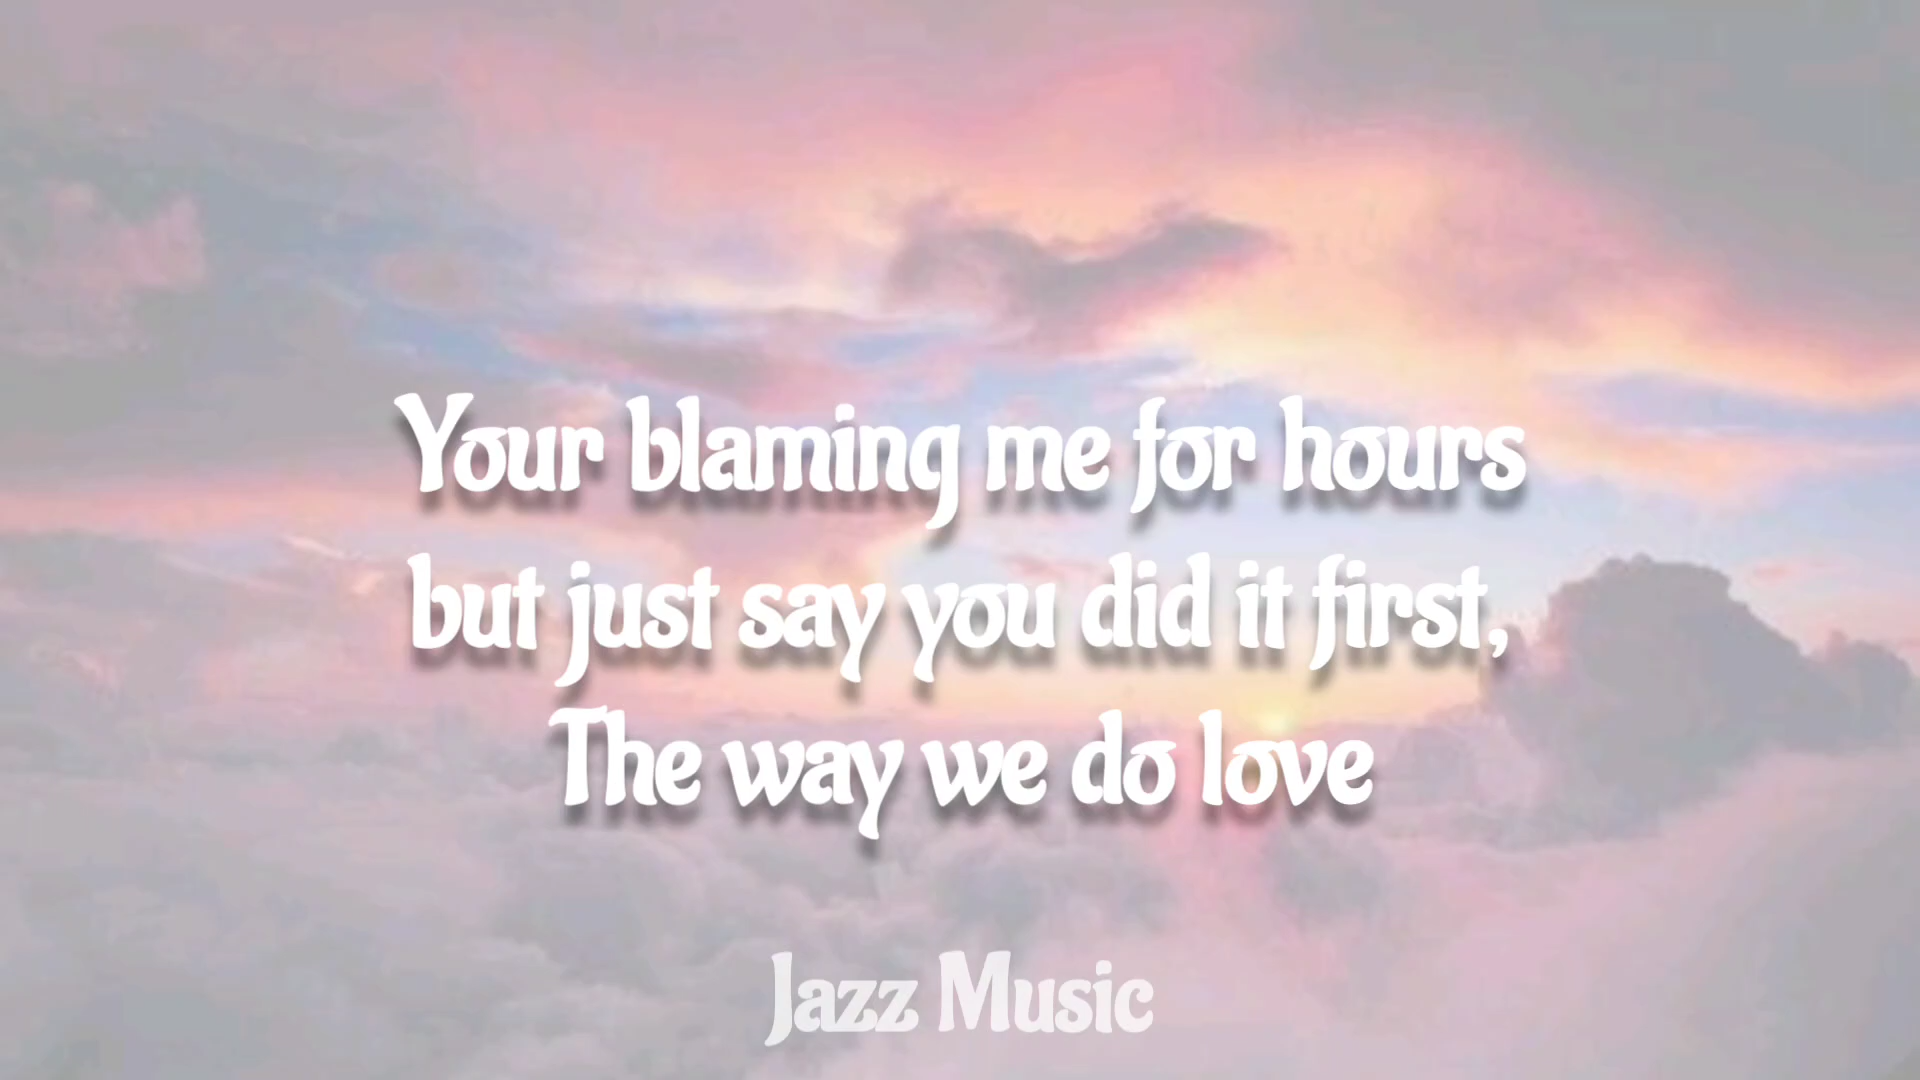 Your blaming me for hours
but just say you did it first,
The way we do love
Jazz Music